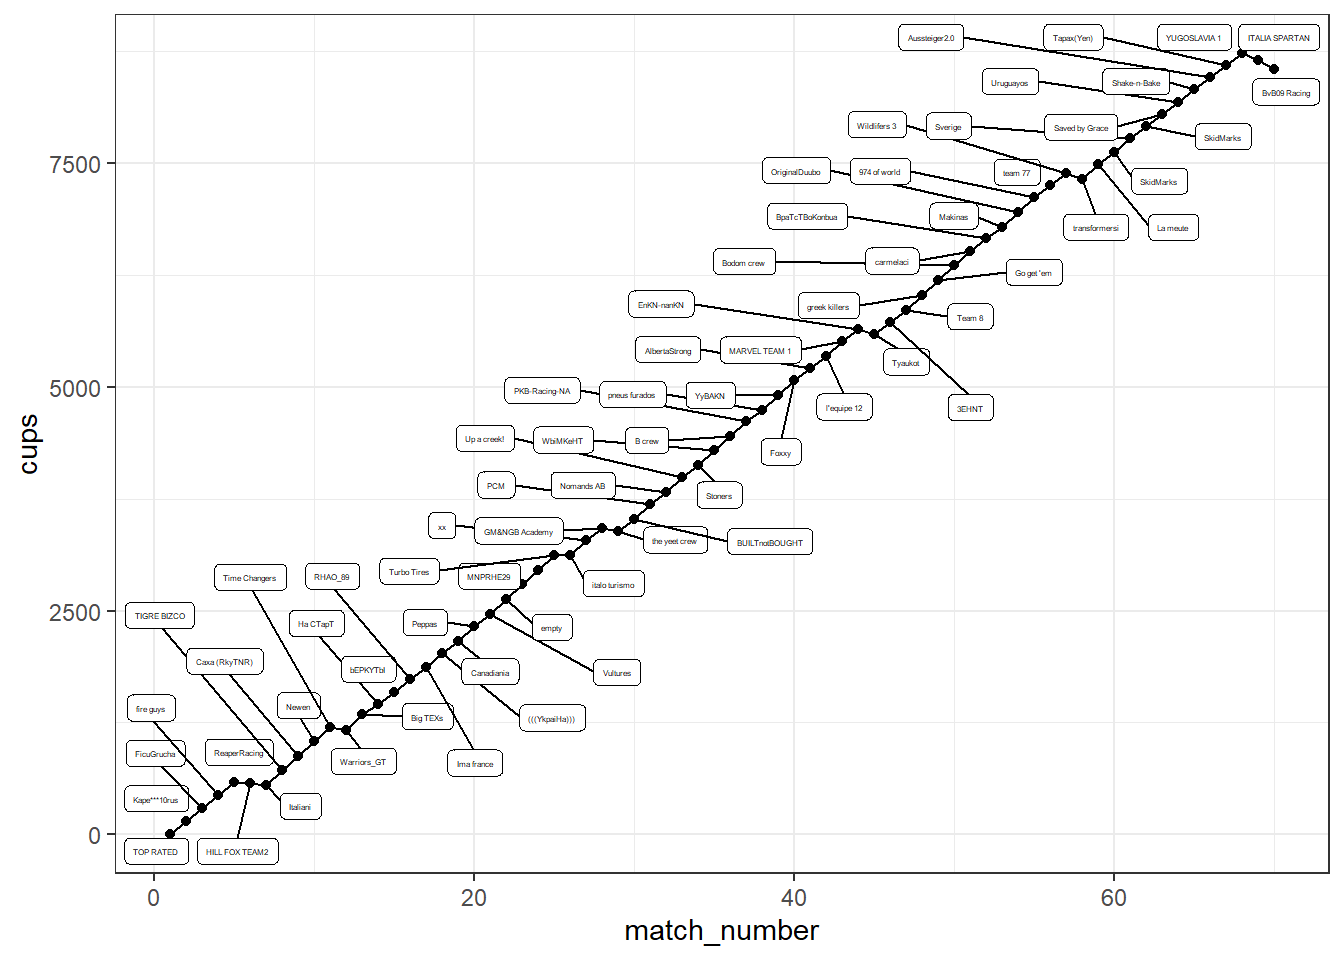 Aussteiger2.0
Tapax(Yen)
YUGOSLAVIA 1
ITALIA SPARTAN
Uruguayos
Shake-n-Bake
BvB09 Racing
Wildlifers 3
Sverige
Saved by Grace
SkidMarks
7500
OriginalDuubo
974 of world
team 77
SkidMarks
BpaTcTBoKonbua
Makinas
transformersi
La meute
Bodom crew
carmelaci
Go get 'em
EnKN-nanKN
greek killers
Team 8
AlbertaStrong
MARVEL TEAM 1
Tyaukot
5000
PKB-Racing-NA
pneus furados
YyBAKN
l'equipe 12
3EHNT
cups
Up a creek!
WbiMKeHT
B crew
Foxxy
PCM
Nomands AB
Stoners
xx
GM&NGB Academy
the yeet crew
BUILTnotBOUGHT
Time Changers
RHAO_89
Turbo Tires
MNPRHE29
italo turismo
2500
TIGRE BIZCO
Ha CTapT
Peppas
empty
Caxa (RkyTNR)
bEPKYTbI
Canadiania
Vultures
fire guys
Newen
Big TEXs
(((YkpaiHa)))
FicuGrucha
ReaperRacing
Warriors_GT
Ima france
Kape***10rus
Italiani
0
TOP RATED
HILL FOX TEAM2
0
20
40
60
match_number